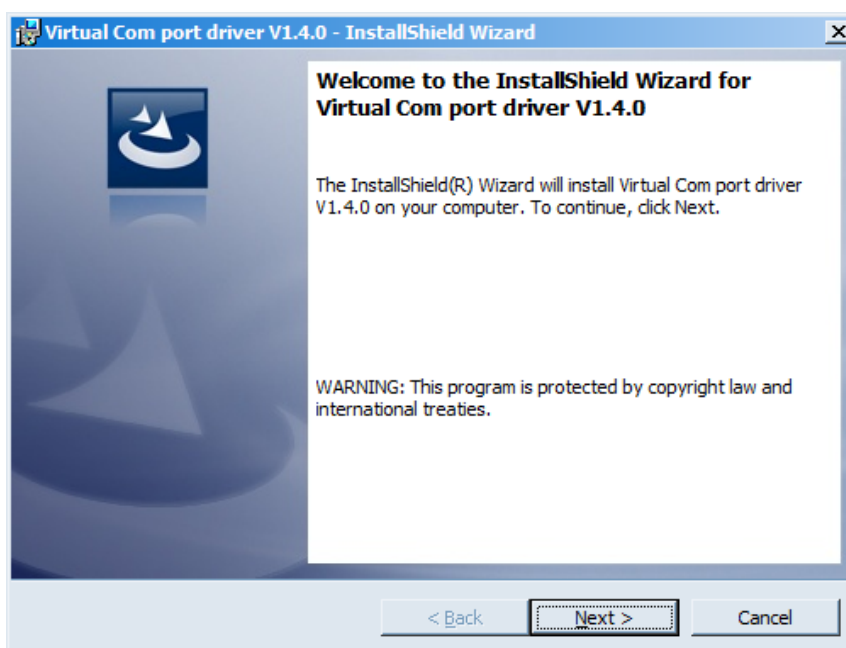 Virtual Com port driver V1.4.0 - InstallShield Wizard
Welcome to the InstallShield Wizard for
Virtual Com port driver V1.4.0
The InstallShield(R) Wizard will install Virtual Com port driver
V1.4.0 on your computer. To continue, click Next.
WARNING: This program is protected by copyright law and
international treaties.
< Back
Next >
Cancel